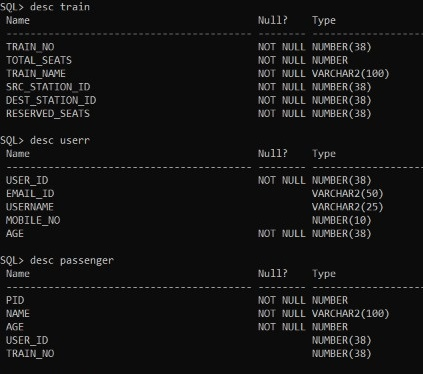 SQL> desc train
Name Null? Type
----------------------------------------- -------- ----------------------------
TRAIN_NO NOT NULL NUMBER(38)
TOTAL_SEATS NOT NULL NUMBER
TRAIN_NAME NOT NULL VARCHAR2(100)
SRC_STATION_ID NOT NULL NUMBER(38)
DEST_STATION_ID NOT NULL NUMBER(38)
RESERVED_SEATS NOT NULL NUMBER(38)
SQL> desc userr
Name Null? Type
----------------------------------------- -------- ----------------------------
USER_ID NOT NULL NUMBER(38)
EMAIL_ID VARCHAR2(50)
USERNAME VARCHAR2(25)
MOBILE_NO NUMBER(10)
AGE NOT NULL NUMBER(38)
SQL> desc passenger
Name Null? Type
----------------------------------------- -------- ----------------------------
PID NOT NULL NUMBER
NAME NOT NULL VARCHAR2(100)
AGE NOT NULL NUMBER
USER_ID NUMBER(38)
TRAIN_NO NUMBER(38)